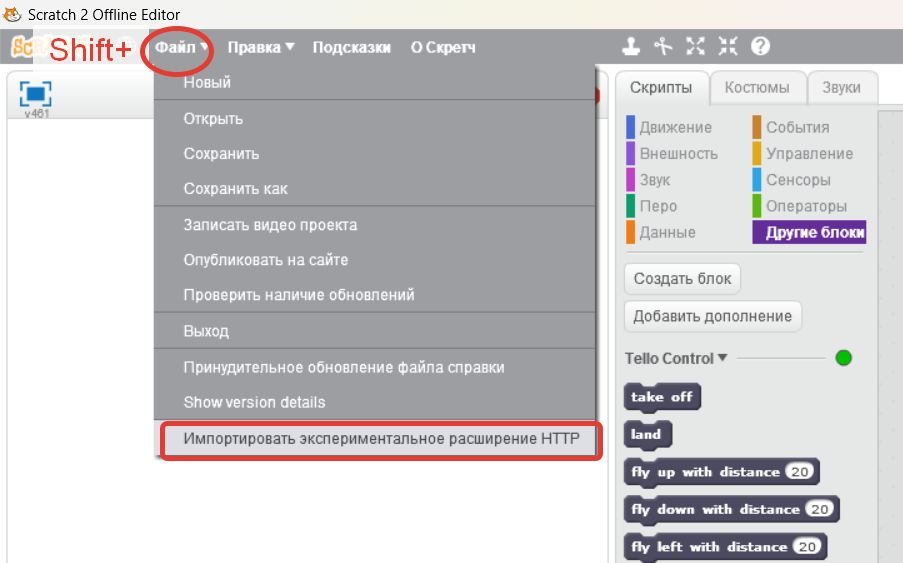 Scratch 2 Offline Editor
Shift+ Файл Правка Подсказки О Скретч
v461
Новый
Открыть
Сохранить
Сохранить как
Записать видео проекта
Опубликовать на сайте
Проверить наличие обновлений
Выход
Принудительное обновление файла справки
Show version details
Импортировать экспериментальное расширение HTTP
Скрипты Костюмы Звуки
Движение События
Внешность Управление
Звук Сенсоры
Перо Операторы
Данные Другие блоки
Создать блок
Добавить дополнение
Tello Control
take off
land
fly up with distance 20
fly down with distance 20
fly left with distance 20